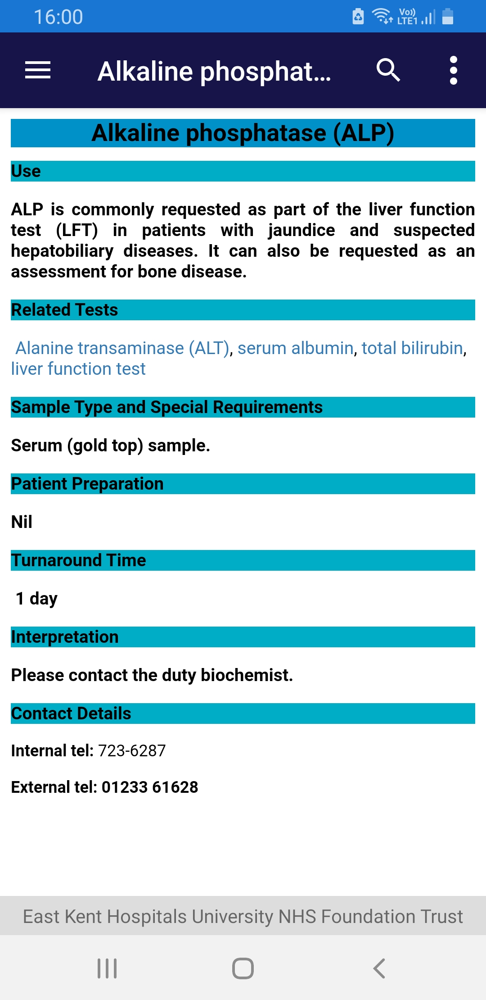 16:00
Vo))
LTE1
Alkaline phosphat...
Alkaline phosphatase (ALP)
Use
ALP is commonly requested as part of the liver function
test (LFT) in patients with jaundice and suspected
hepatobiliary diseases. It can also be requested as an
assessment for bone disease.
Related Tests
Alanine transaminase (ALT), serum albumin, total bilirubin,
liver function test
Sample Type and Special Requirements
Serum (gold top) sample.
Patient Preparation
Nil
Turnaround Time
1 day
Interpretation
Please contact the duty biochemist.
Contact Details
Internal tel: 723-6287
External tel: 01233 61628
East Kent Hospitals University NHS Foundation Trust